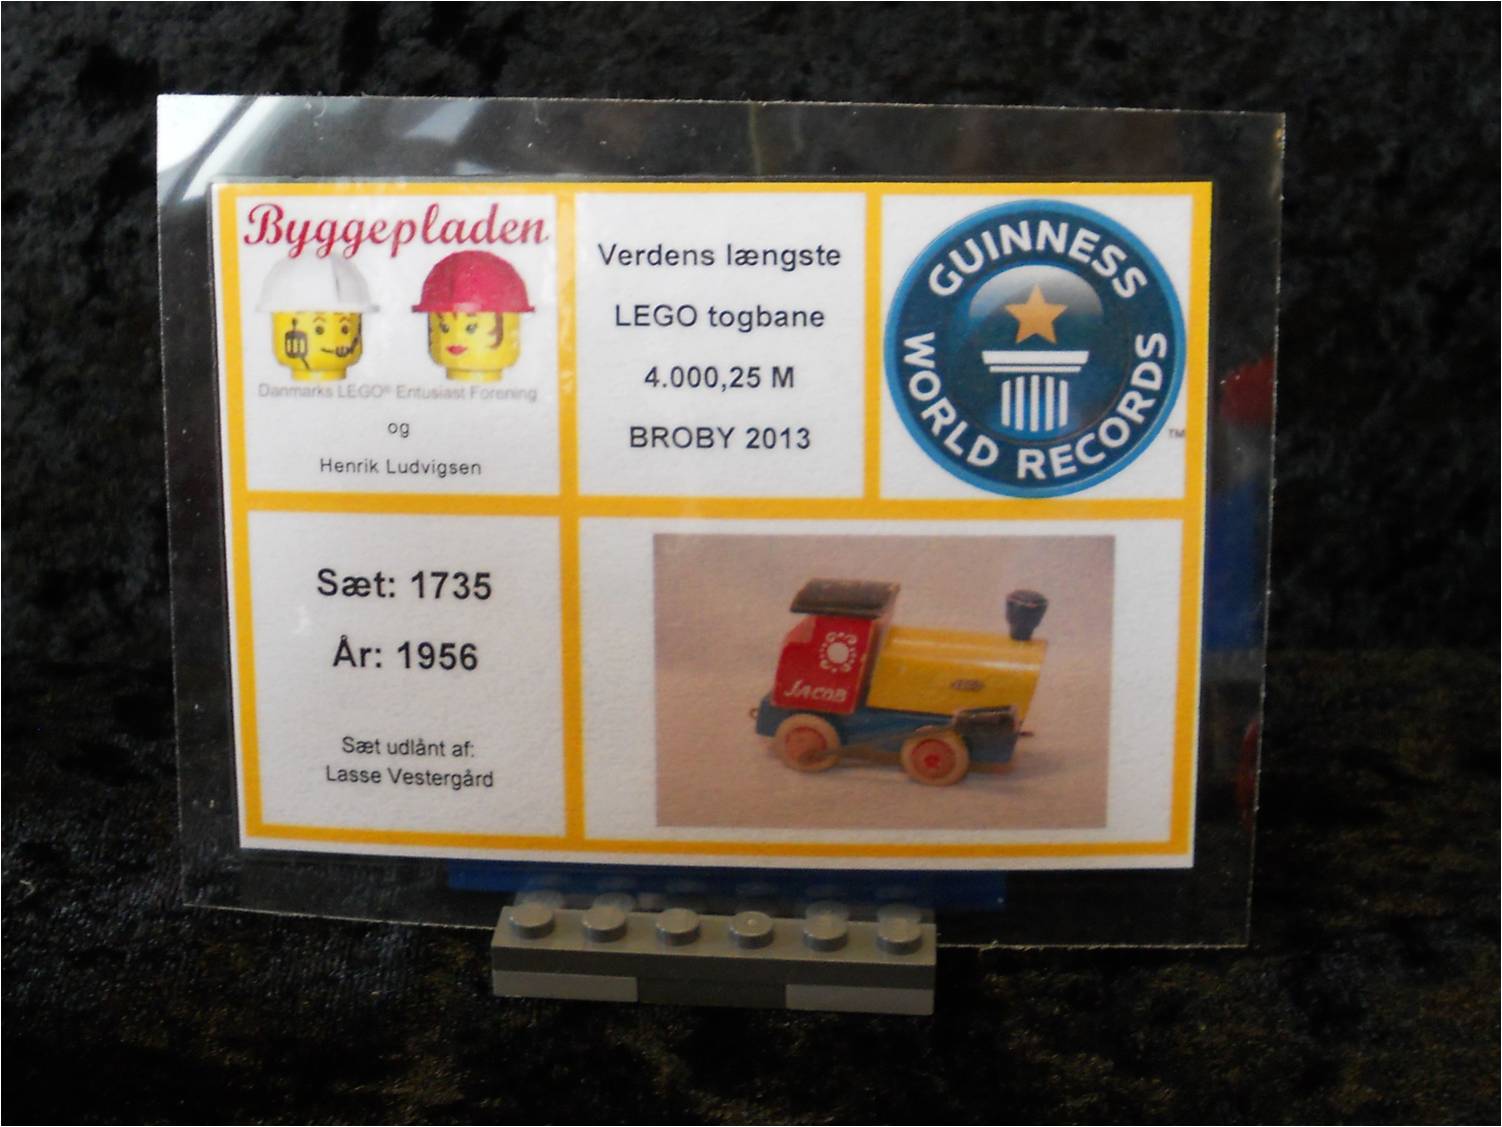 Byggepladen
Danmarks LEGO® Entusiast Forening
og
Henrik Ludvigsen
Verdens længste
LEGO togbane
4.000,25 M
BROBY 2013
GUINNESS
WORLD RECORDS
TM
Sæt: 1735
År: 1956
Sæt udlånt af:
Lasse Vestergård
JACOB